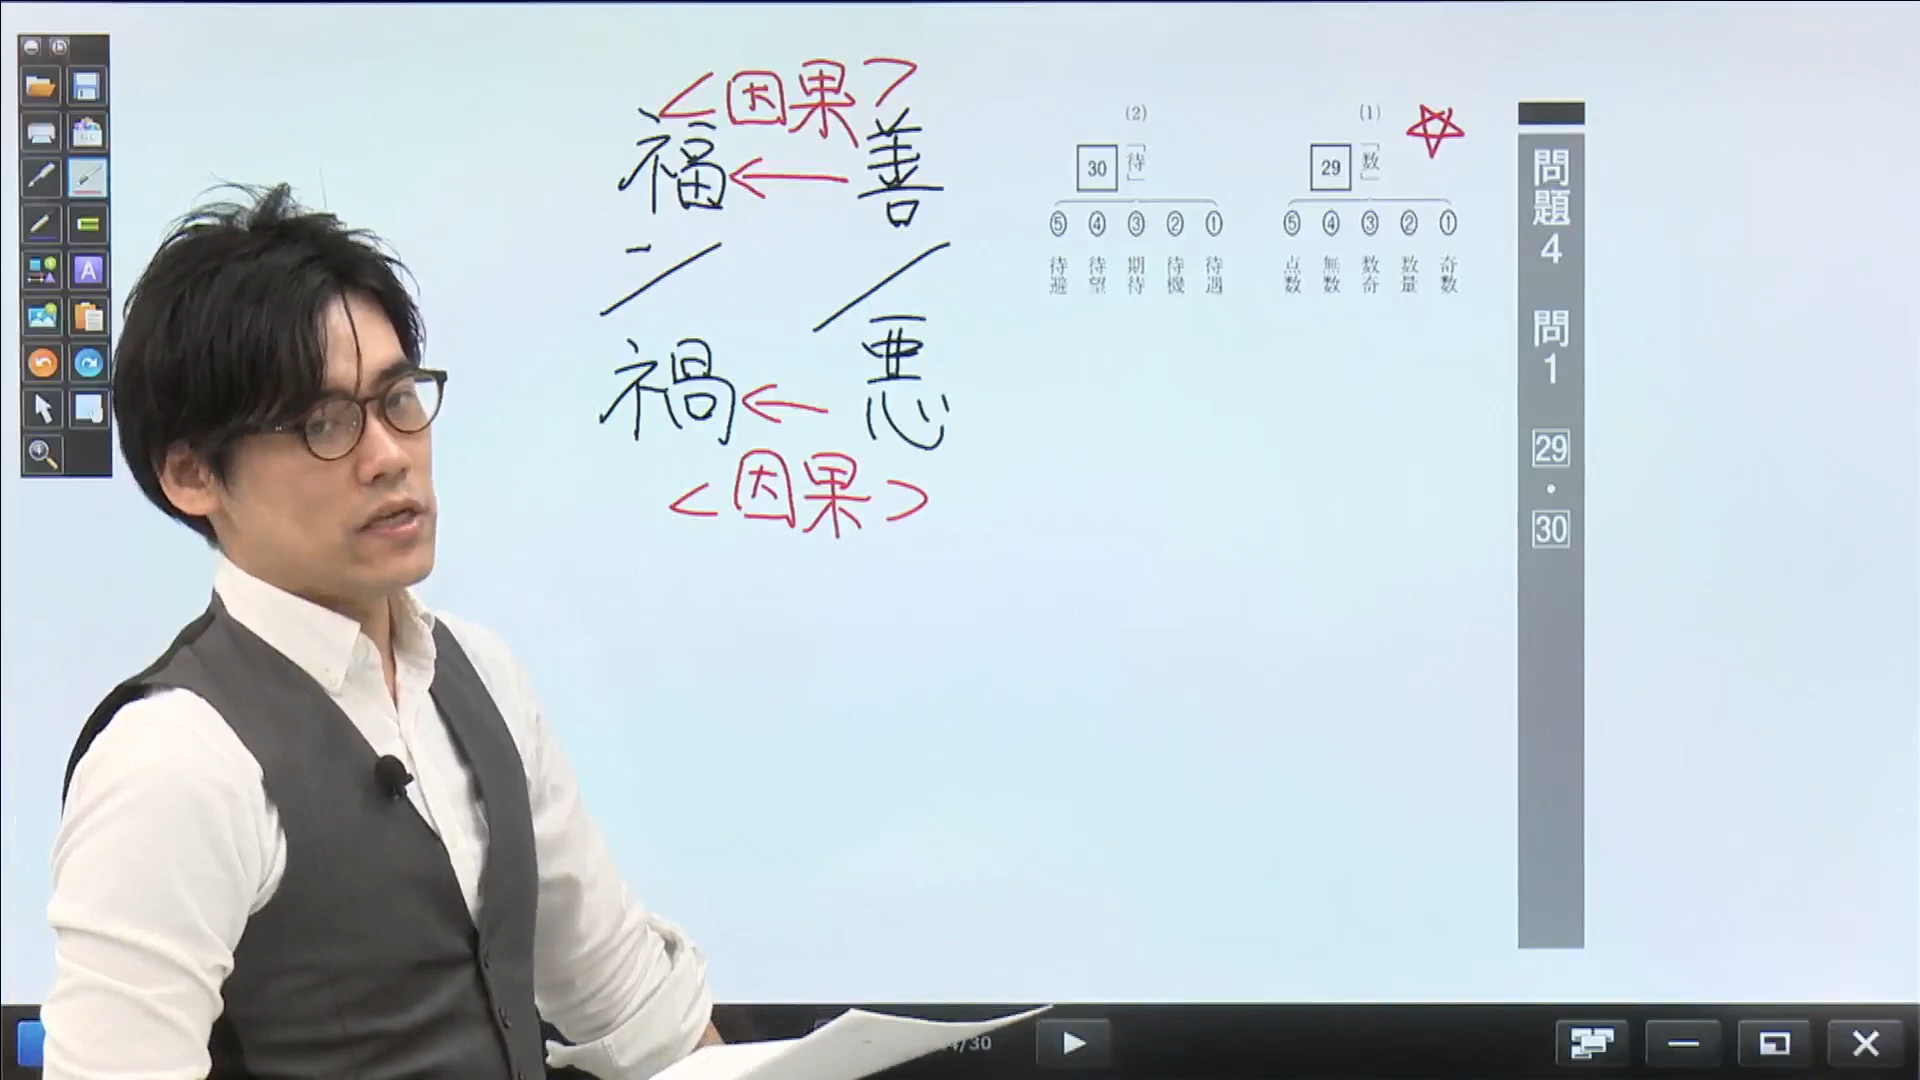 問題4 問1 29・30
(1)
「数」
29
① 奇数
② 数量
③ 数奇
④ 無数
⑤ 点数
(2)
「待」
30
① 待遇
② 待機
③ 期待
④ 待望
⑤ 待避
<因果>
善←福
悪←禍
<因果>
/30